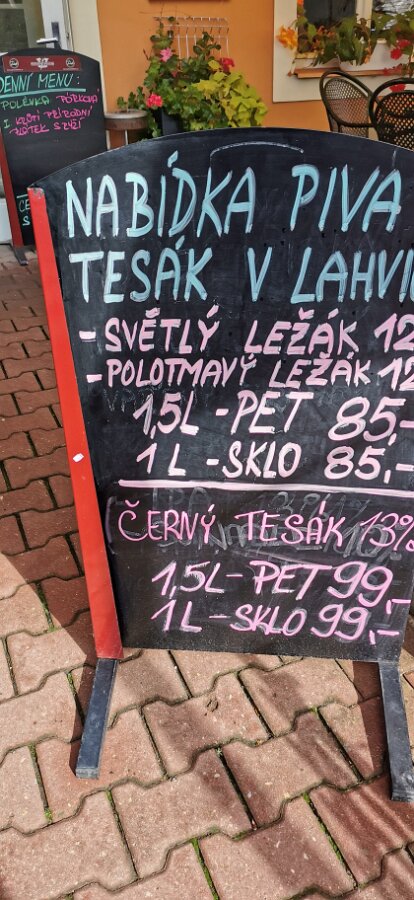 DENNÍ MENU:
POLÉVKA
NABÍDKA PIVA
TESÁK V LAHVI
- SVĚTLÝ LEŽÁK 12
- POLOTMAVÝ LEŽÁK 12
1,5L - PET 85,-
1L - SKLO 85,-
ČERNÝ TESÁK 13%
1,5L - PET 99,-
1L - SKLO 99,-